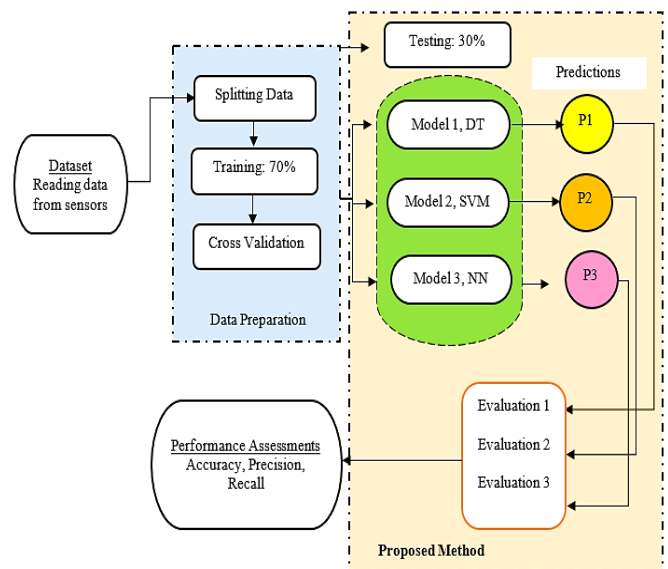 Testing: 30%
Predictions
Splitting Data
Model 1, DT
P1
Dataset
Reading data
from sensors
Training: 70%
Model 2, SVM
P2
Cross Validation
Model 3, NN
P3
Data Preparation
Evaluation 1
Evaluation 2
Evaluation 3
Performance Assessments
Accuracy, Precision,
Recall
Proposed Method